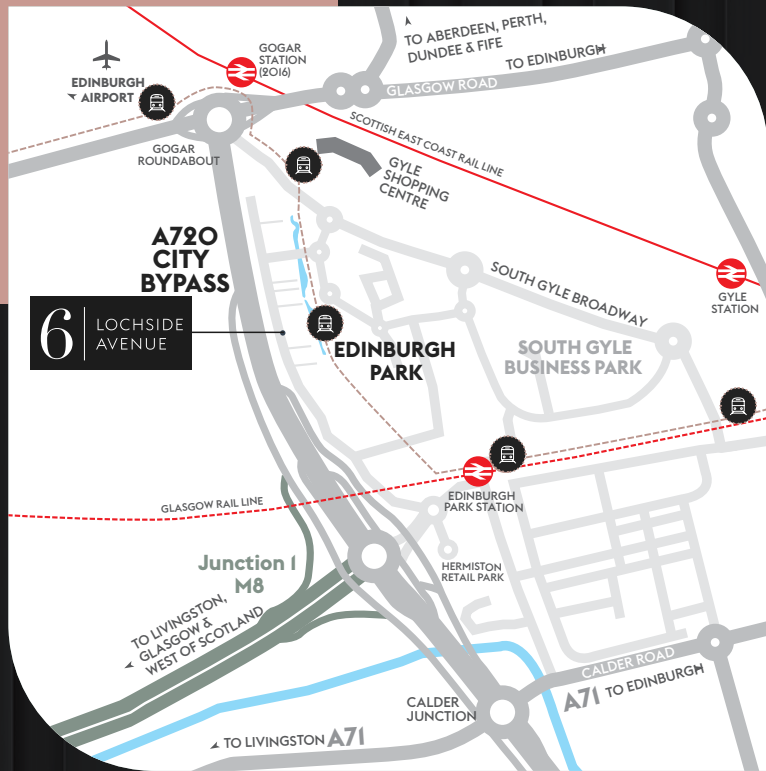 TO ABERDEEN, PERTH,
DUNDEE & FIFE
TO EDINBURGH
GOGAR
STATION
(2016)
EDINBURGH
AIRPORT
GLASGOW ROAD
SCOTTISH EAST COAST RAIL LINE
GOGAR
ROUNDABOUT
GYLE
SHOPPING
CENTRE
A720
CITY
BYPASS
SOUTH GYLE BROADWAY
GYLE
STATION
6 LOCHSIDE
AVENUE
EDINBURGH
PARK
SOUTH GYLE
BUSINESS PARK
GLASGOW RAIL LINE
EDINBURGH
PARK STATION
Junction 1
M8
HERMISTON
RETAIL PARK
TO LIVINGSTON,
GLASGOW &
WEST OF SCOTLAND
CALDER ROAD
A71 TO EDINBURGH
CALDER
JUNCTION
TO LIVINGSTON A71